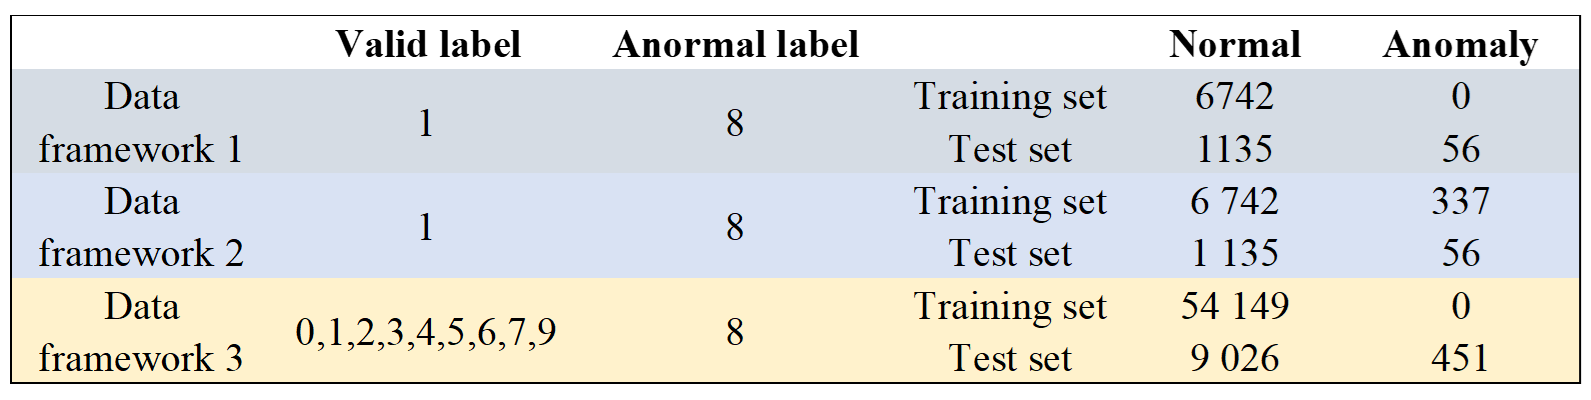 Valid label Anormal label Normal Anomaly
Data framework 1 1 8 Training set 6742 0
Test set 1135 56
Data framework 2 1 8 Training set 6 742 337
Test set 1 135 56
Data framework 3 0,1,2,3,4,5,6,7,9 8 Training set 54 149 0
Test set 9 026 451